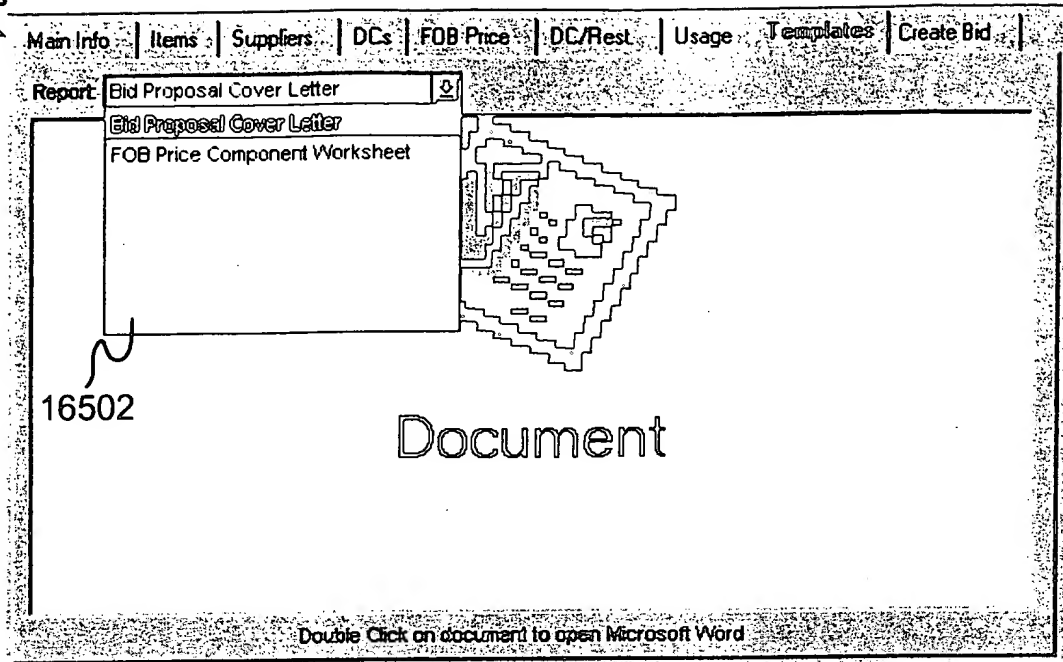 Main Info Items Suppliers DCs FOB Price DC/Rest Usage Templates Create Bid
Report: Bid Proposal Cover Letter
Bid Proposal Cover Letter
FOB Price Component Worksheet
16502
Document
Double Click on document to open Microsoft Word